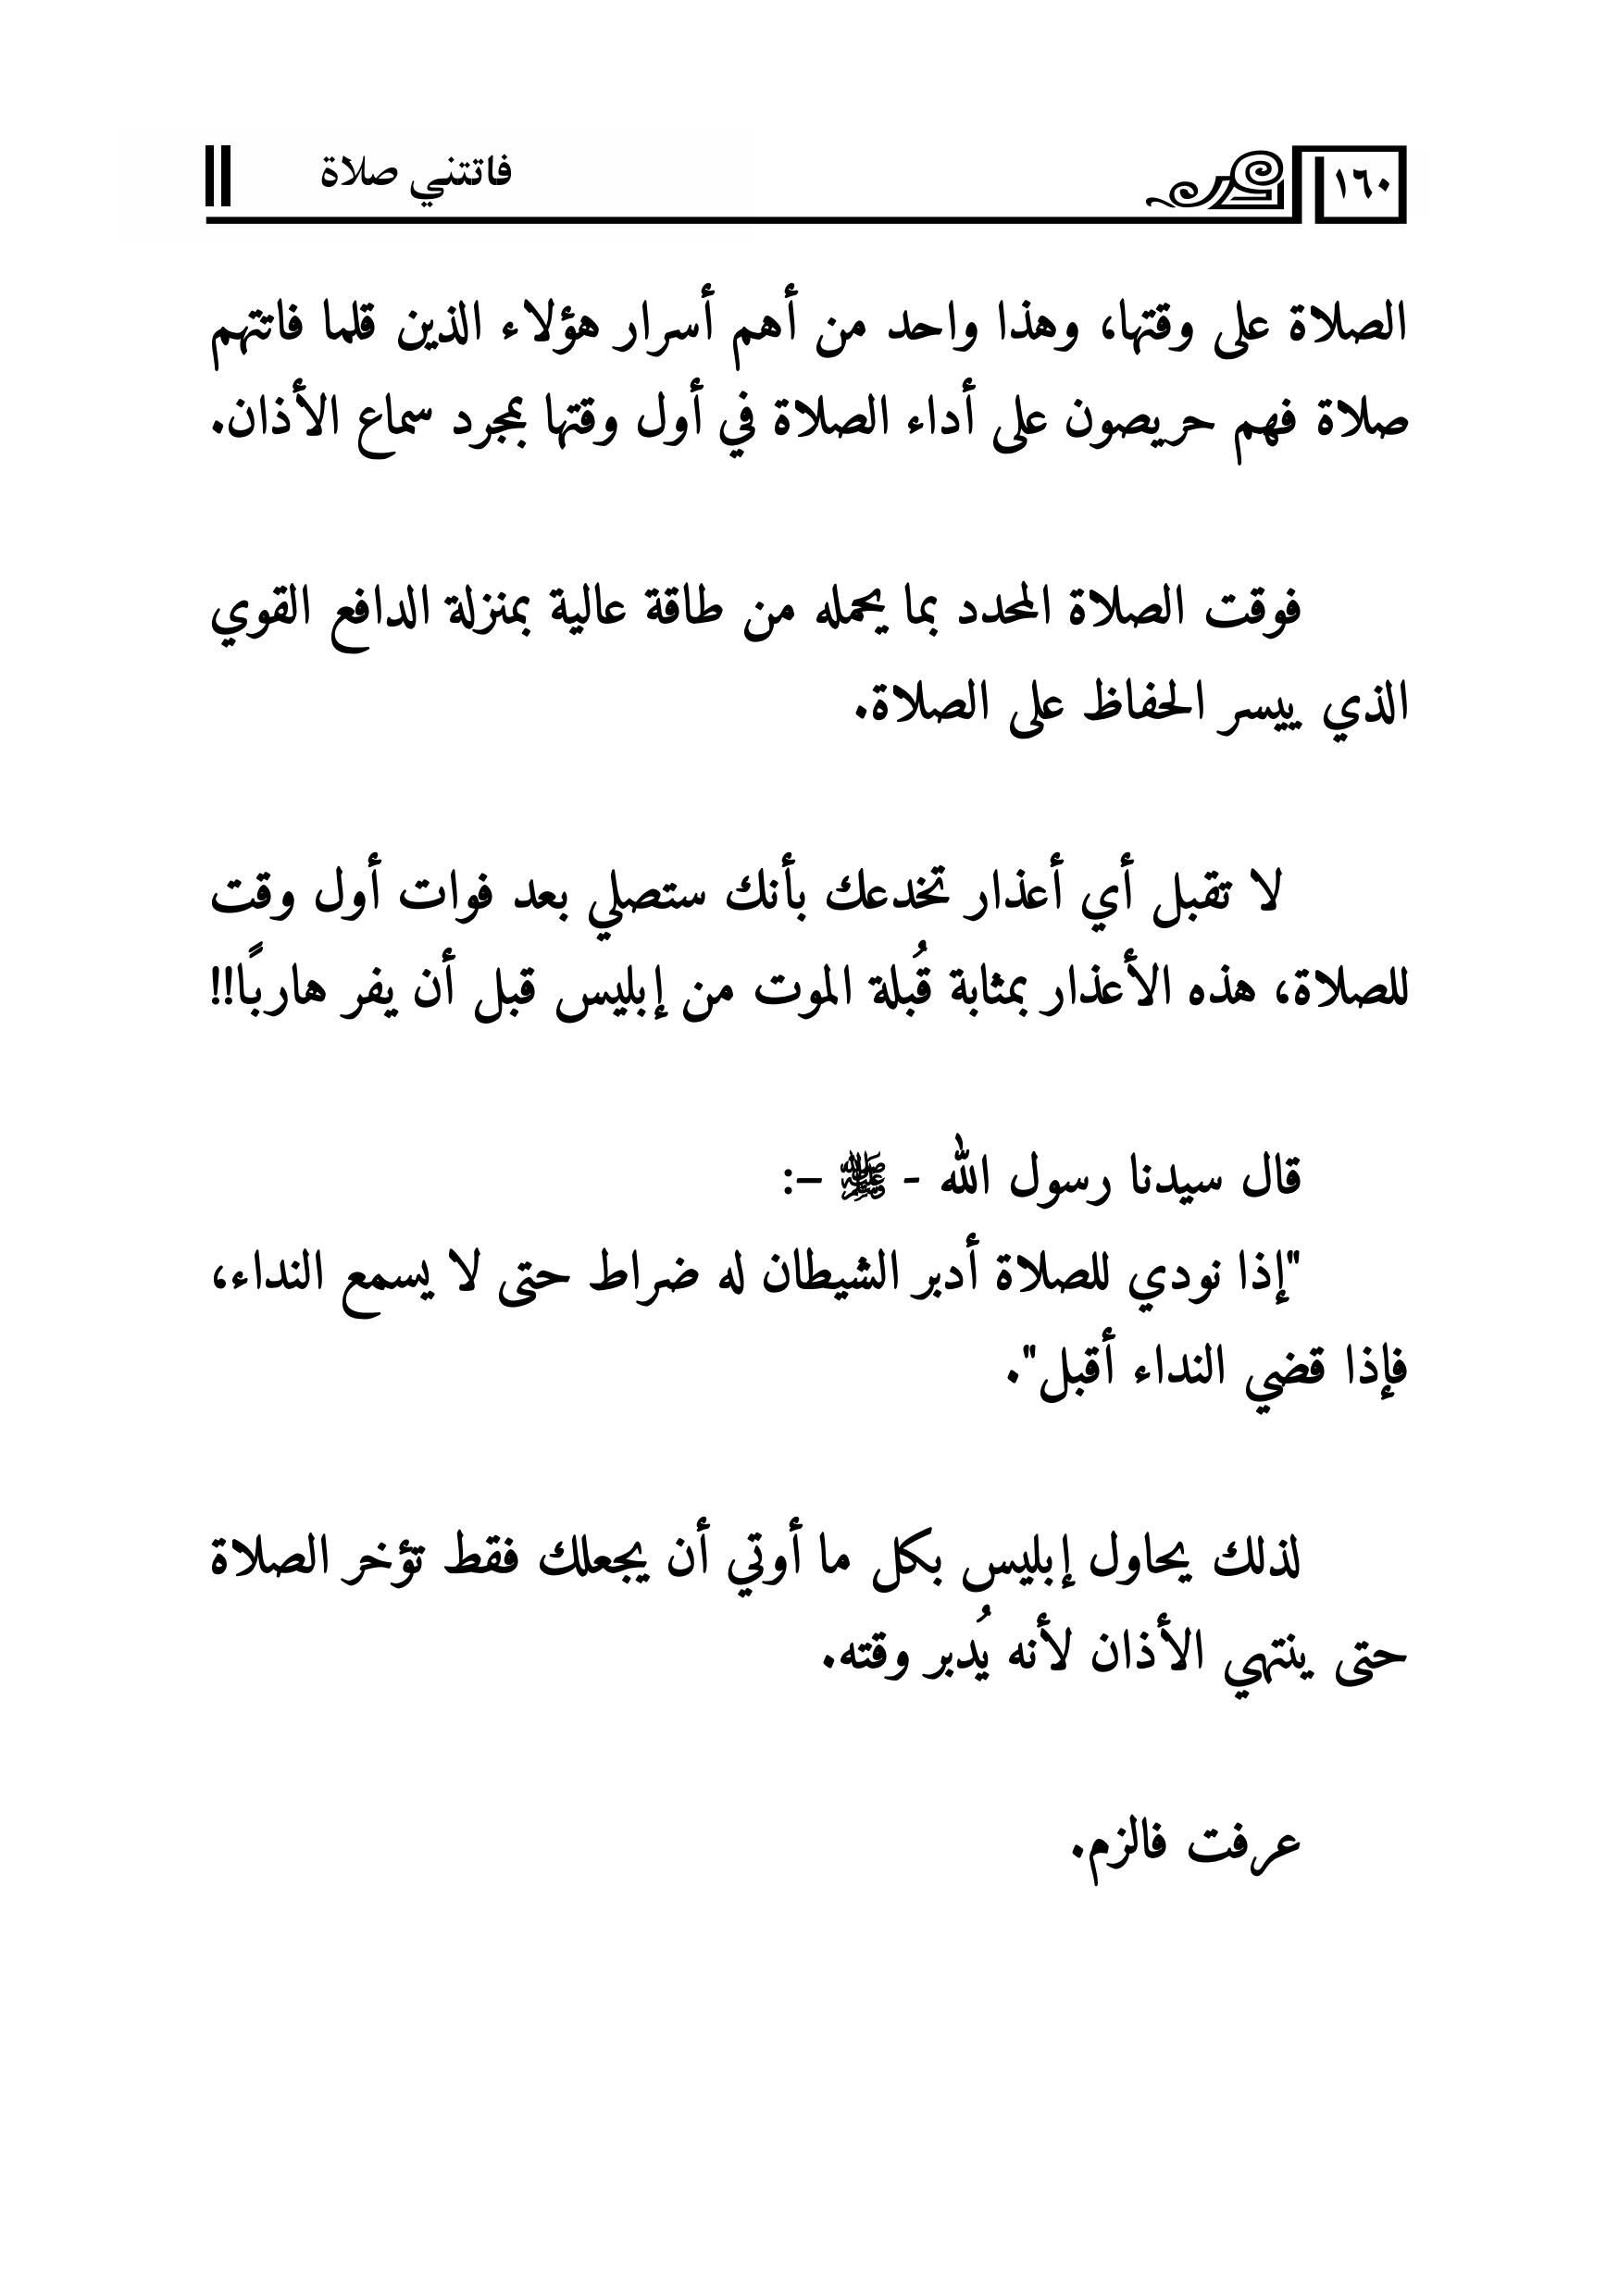 ١٦٠
فاتتني صلاة
الصلاة على وقتها، وهذا واحد من أهم أسرار هؤلاء الذين قلما فاتتهم
صلاة فهم حريصون على أداء الصلاة في أول وقتها بمجرد سماع الأذان.
فوقت الصلاة المحدد بما يحمله من طاقة عالية بمنزلة الدافع القوي
الذي ييسر الحفاظ على الصلاة.
لا تقبل أي أعذار تخدعك بأنك ستصلي بعد فوات أول وقت
للصلاة، هذه الأعذار بمثابة قُبلة الموت من إبليس قبل أن يفر هاربًا!!
قال سيدنا رسول الله - ﷺ –:
"إذا نودي للصلاة أدبر الشيطان له ضراط حتى لا يسمع النداء،
فإذا قضي النداء أقبل".
لذلك يحاول إبليس بكل ما أوتي أن يجعلك فقط تؤخر الصلاة
حتى ينتهي الأذان لأنه يُدبر وقته.
عرفت فالزم.